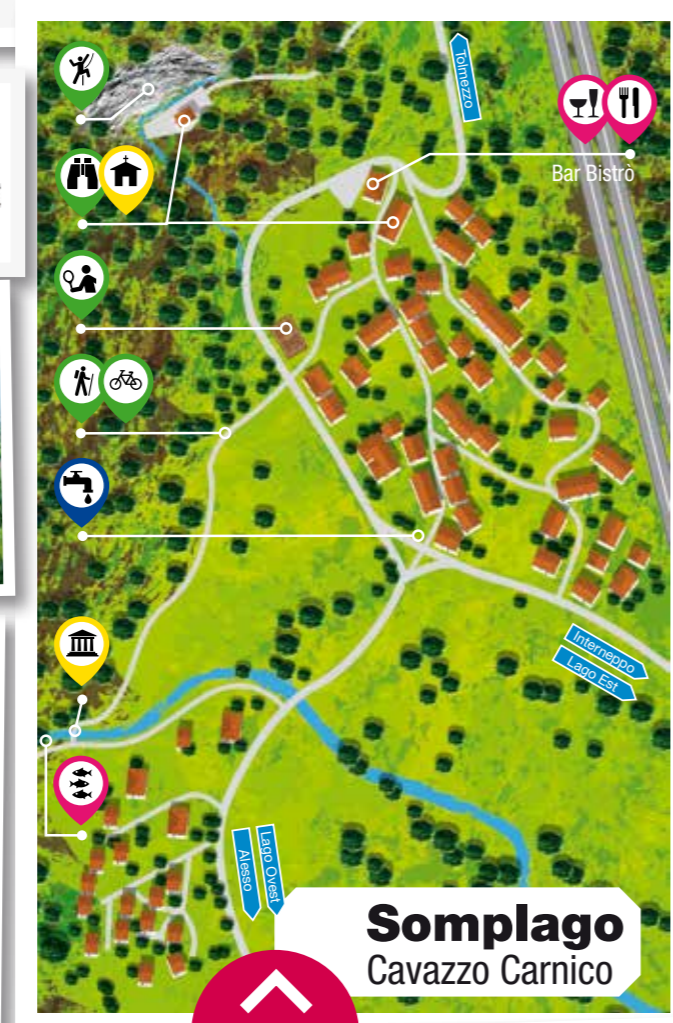 Tolmezzo
Bar Bistrò
Interneppo
Lago Est
Lago Ovest
Alesso
Somplago
Cavazzo Carnico